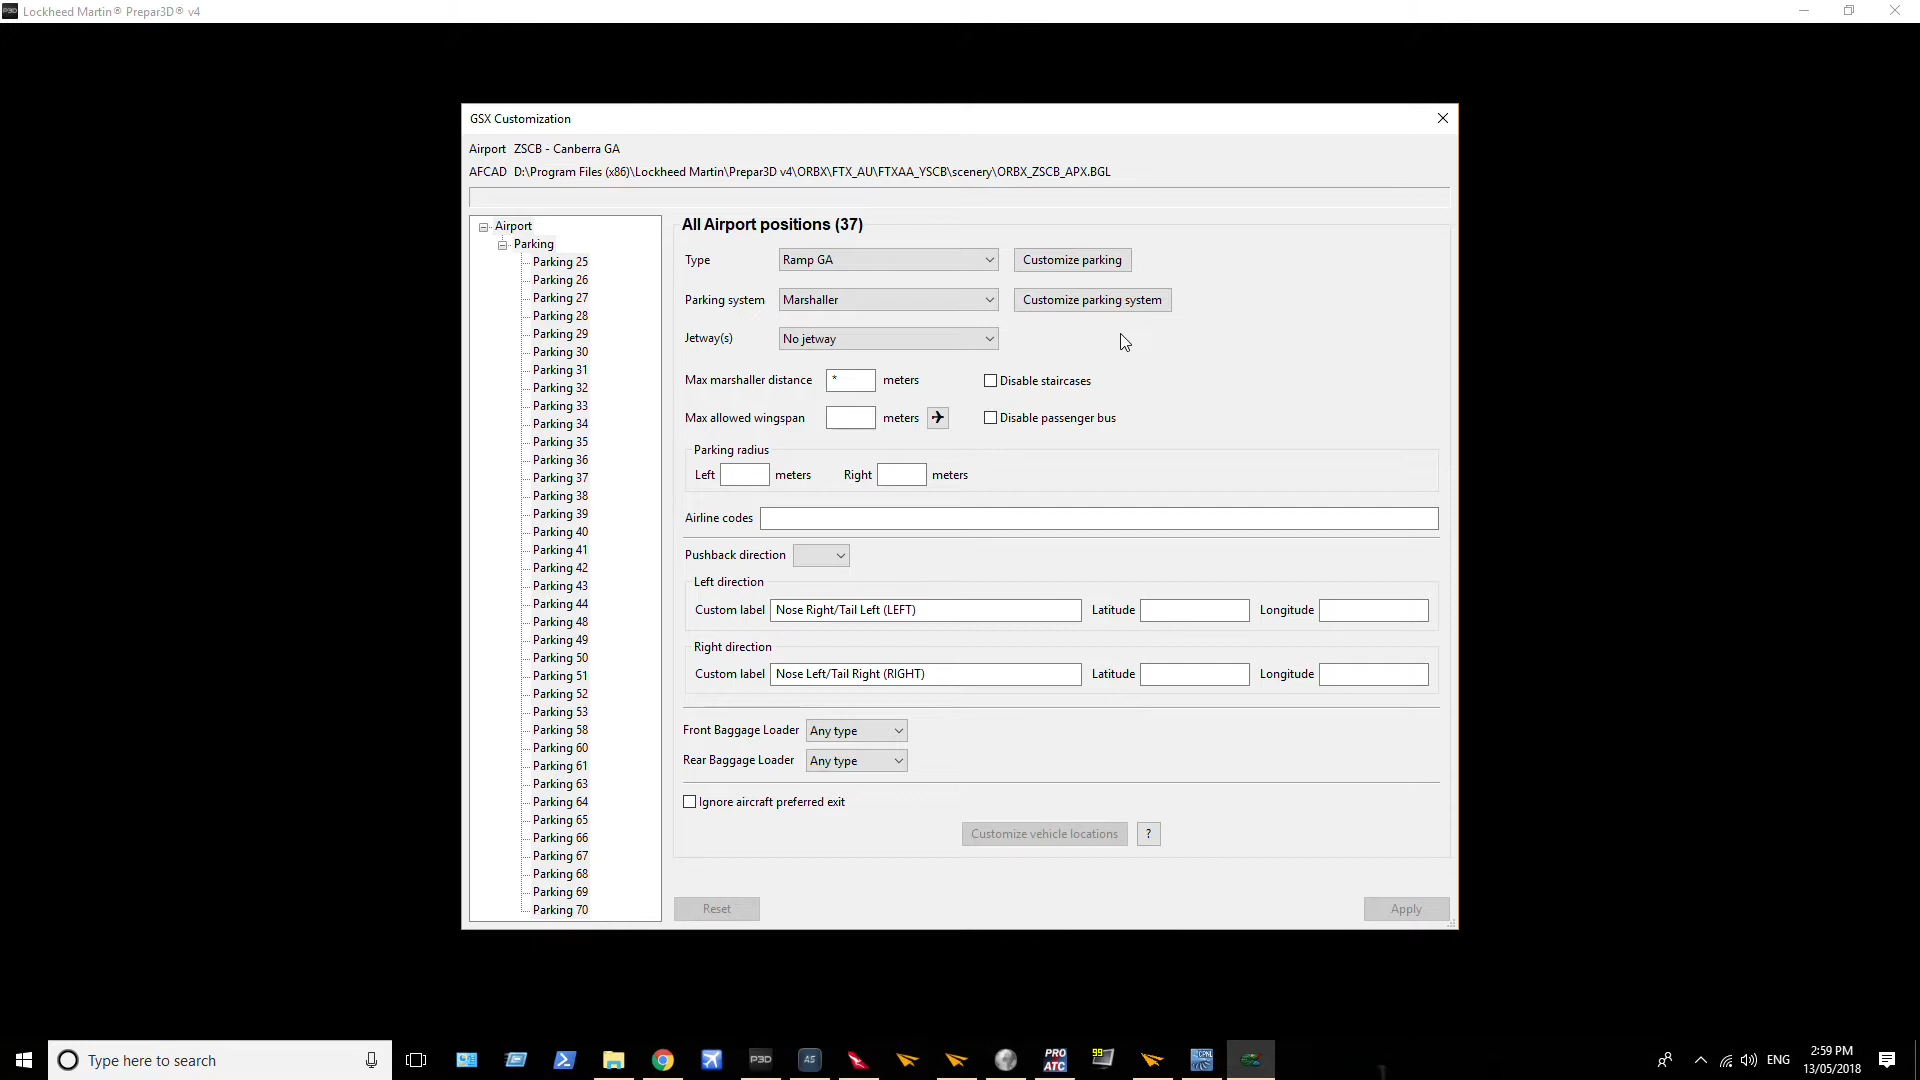 Lockheed Martin® Prepar3D® v4
GSX Customization
Airport ZSCB - Canberra GA
AFCAD D:\Program Files (x86)\Lockheed Martin\Prepar3D v4\ORBX\FTX_AU\FTXAA_YSCB\scenery\ORBX_ZSCB_APX.BGL
Airport
Parking
Parking 25
Parking 26
Parking 27
Parking 28
Parking 29
Parking 30
Parking 31
Parking 32
Parking 33
Parking 34
Parking 35
Parking 36
Parking 37
Parking 38
Parking 39
Parking 40
Parking 41
Parking 42
Parking 43
Parking 44
Parking 48
Parking 49
Parking 50
Parking 51
Parking 52
Parking 53
Parking 58
Parking 60
Parking 61
Parking 63
Parking 64
Parking 65
Parking 66
Parking 67
Parking 68
Parking 69
Parking 70
All Airport positions (37)
Type Ramp GA Customize parking
Parking system Marshaller Customize parking system
Jetway(s) No jetway
Max marshaller distance * meters Disable staircases
Max allowed wingspan meters Disable passenger bus
Parking radius
Left meters Right meters
Airline codes
Pushback direction
Left direction
Custom label Nose Right/Tail Left (LEFT) Latitude Longitude
Right direction
Custom label Nose Left/Tail Right (RIGHT) Latitude Longitude
Front Baggage Loader Any type
Rear Baggage Loader Any type
Ignore aircraft preferred exit
Customize vehicle locations ?
Reset Apply
Type here to search
P3D
AS
PRO ATC
99
CPNL
ENG
2:59 PM
13/05/2018